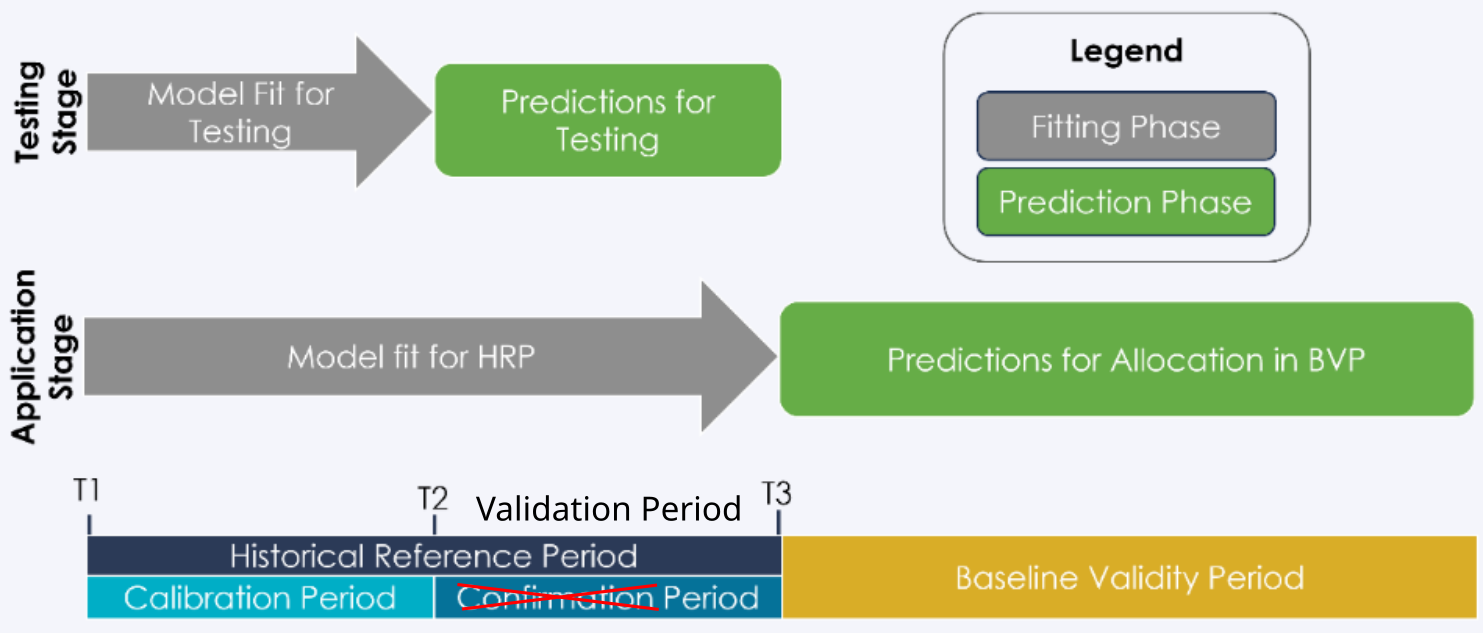 Testing
Stage
Model Fit for
Testing
Predictions for
Testing
Legend
Fitting Phase
Prediction Phase
Application
Stage
Model fit for HRP
Predictions for Allocation in BVP
T1
T2
Validation Period
T3
Historical Reference Period
Calibration Period
Confirmation Period
Baseline Validity Period